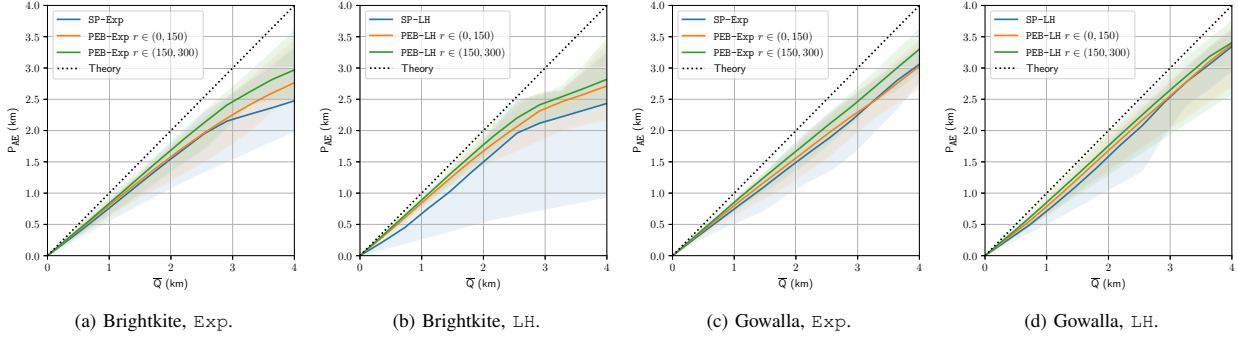 4.0
3.5
3.0
2.5
2.0
1.5
1.0
0.5
0.0
P_AE (km)
SP-Exp
PEB-Exp r ∈ (0, 150)
PEB-Exp r ∈ (150, 300)
Theory
0 1 2 3 4
Q̅ (km)
(a) Brightkite, Exp.
4.0
3.5
3.0
2.5
2.0
1.5
1.0
0.5
0.0
P_AE (km)
SP-LH
PEB-LH r ∈ (0, 150)
PEB-LH r ∈ (150, 300)
Theory
0 1 2 3 4
Q̅ (km)
(b) Brightkite, LH.
4.0
3.5
3.0
2.5
2.0
1.5
1.0
0.5
0.0
P_AE (km)
SP-Exp
PEB-Exp r ∈ (0, 150)
PEB-Exp r ∈ (150, 300)
Theory
0 1 2 3 4
Q̅ (km)
(c) Gowalla, Exp.
4.0
3.5
3.0
2.5
2.0
1.5
1.0
0.5
0.0
P_AE (km)
SP-LH
PEB-LH r ∈ (0, 150)
PEB-LH r ∈ (150, 300)
Theory
0 1 2 3 4
Q̅ (km)
(d) Gowalla, LH.